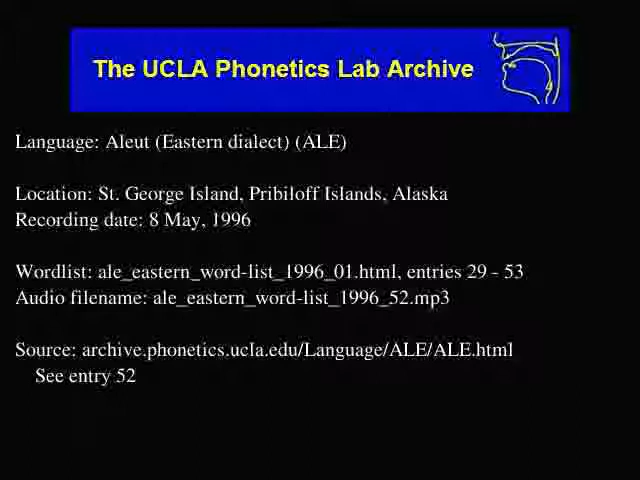 The UCLA Phonetics Lab Archive
Language: Aleut (Eastern dialect) (ALE)
Location: St. George Island, Pribiloff Islands, Alaska
Recording date: 8 May, 1996
Wordlist: ale_eastern_word-list_1996_01.html, entries 29 - 53
Audio filename: ale_eastern_word-list_1996_52.mp3
Source: archive.phonetics.ucla.edu/Language/ALE/ALE.html
See entry 52